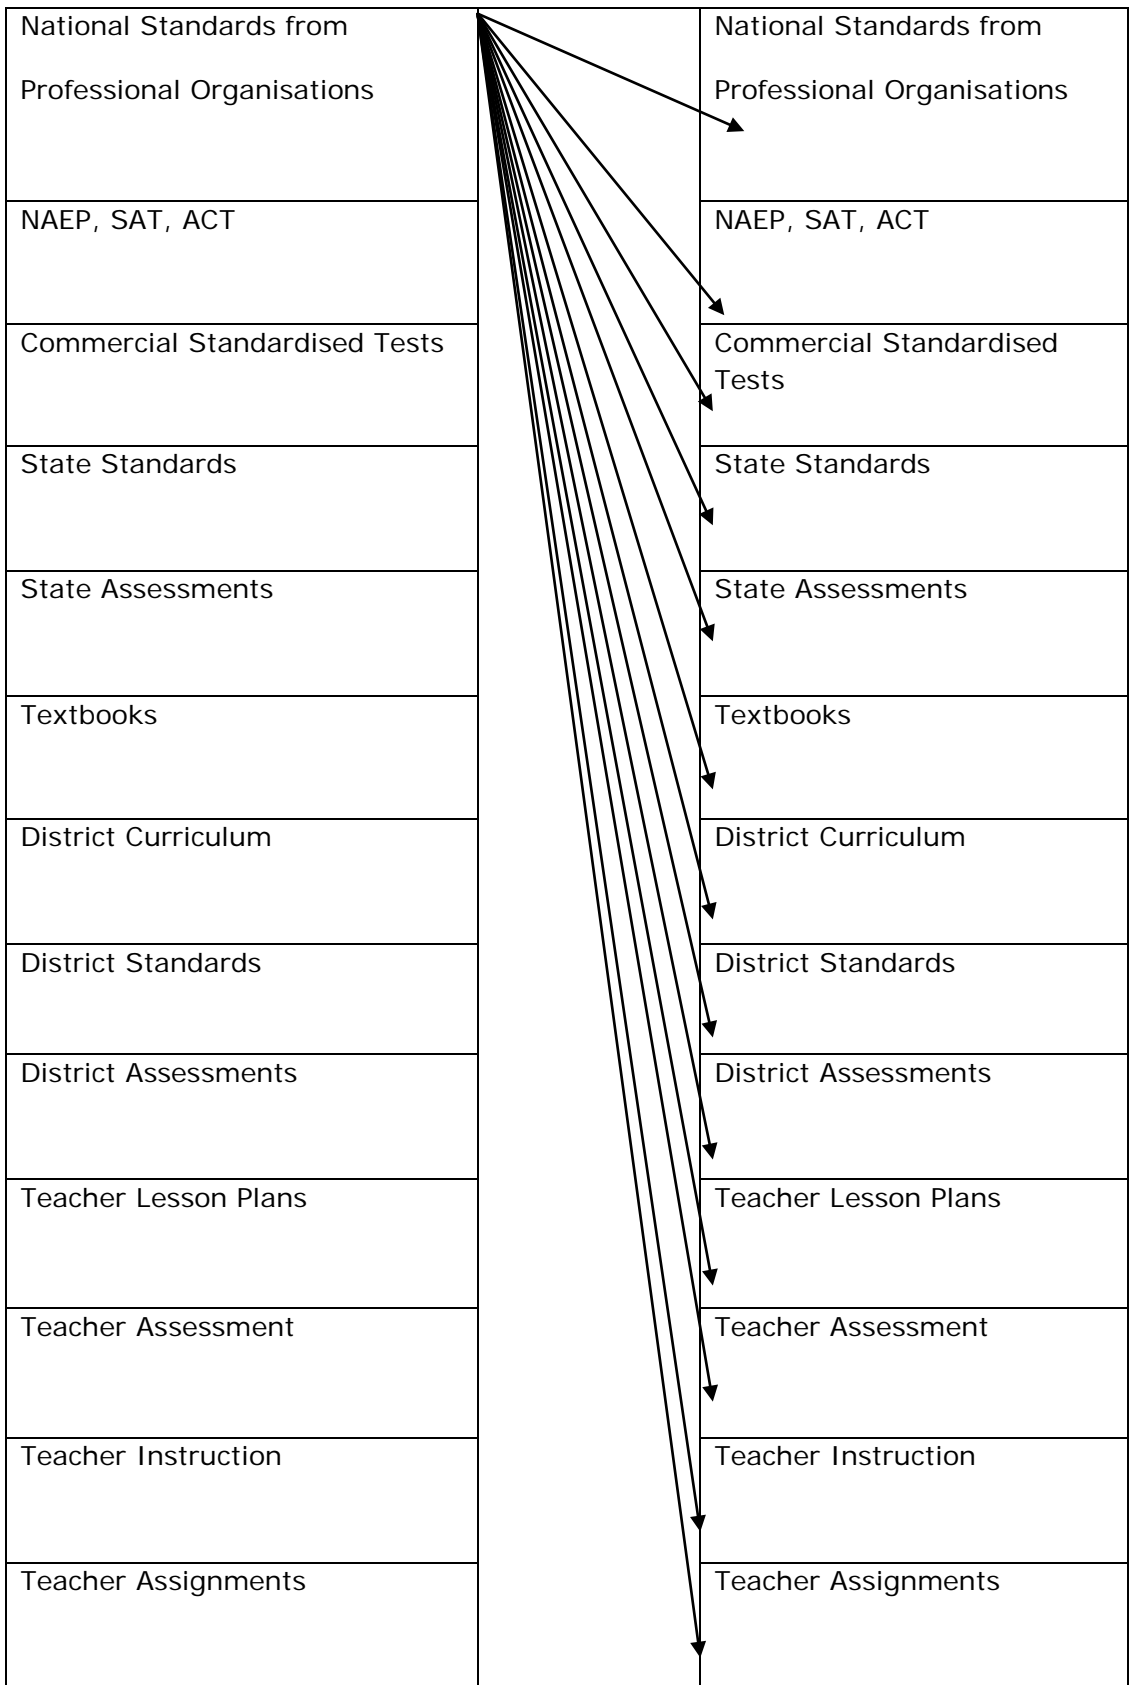 National Standards from
Professional Organisations
NAEP, SAT, ACT
Commercial Standardised Tests
State Standards
State Assessments
Textbooks
District Curriculum
District Standards
District Assessments
Teacher Lesson Plans
Teacher Assessment
Teacher Instruction
Teacher Assignments
National Standards from
Professional Organisations
NAEP, SAT, ACT
Commercial Standardised
Tests
State Standards
State Assessments
Textbooks
District Curriculum
District Standards
District Assessments
Teacher Lesson Plans
Teacher Assessment
Teacher Instruction
Teacher Assignments